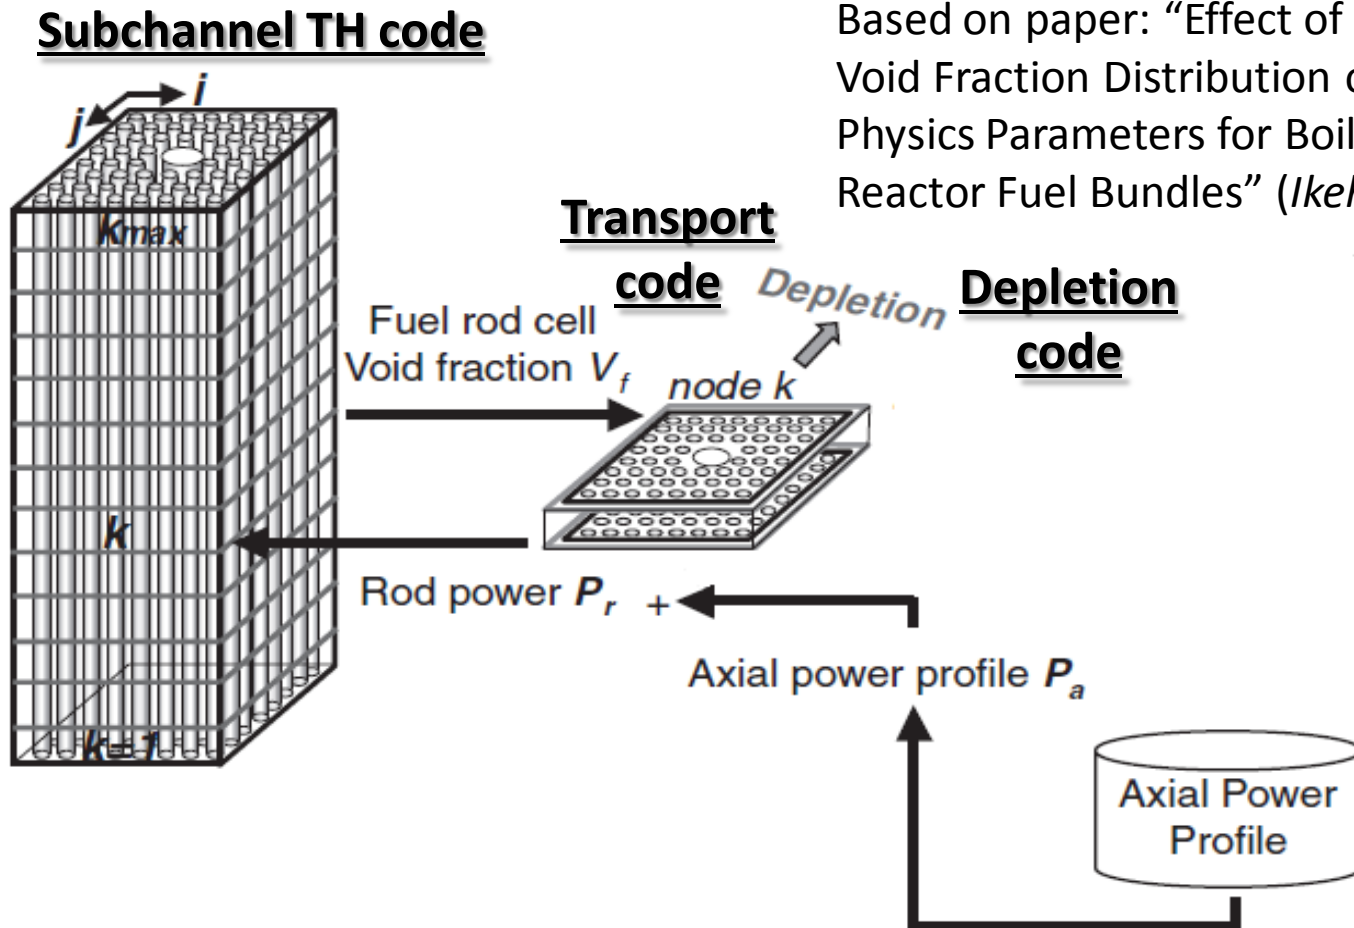 Subchannel TH code
Based on paper: “Effect of
Void Fraction Distribution
Physics Parameters for Boil
Reactor Fuel Bundles” (Ikeh
i
j
kmax
Transport
code
Depletion
Depletion
code
Fuel rod cell
Void fraction Vf
node k
k
Rod power Pr +
Axial power profile Pa
k=1
Axial Power
Profile